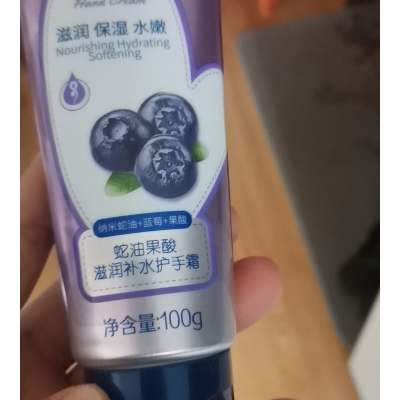 Hand Cream
滋润 保湿 水嫩
Nourishing Hydrating
Softening
纳米蛇油+蓝莓+果酸
蛇油果酸
滋润补水护手霜
净含量:100g